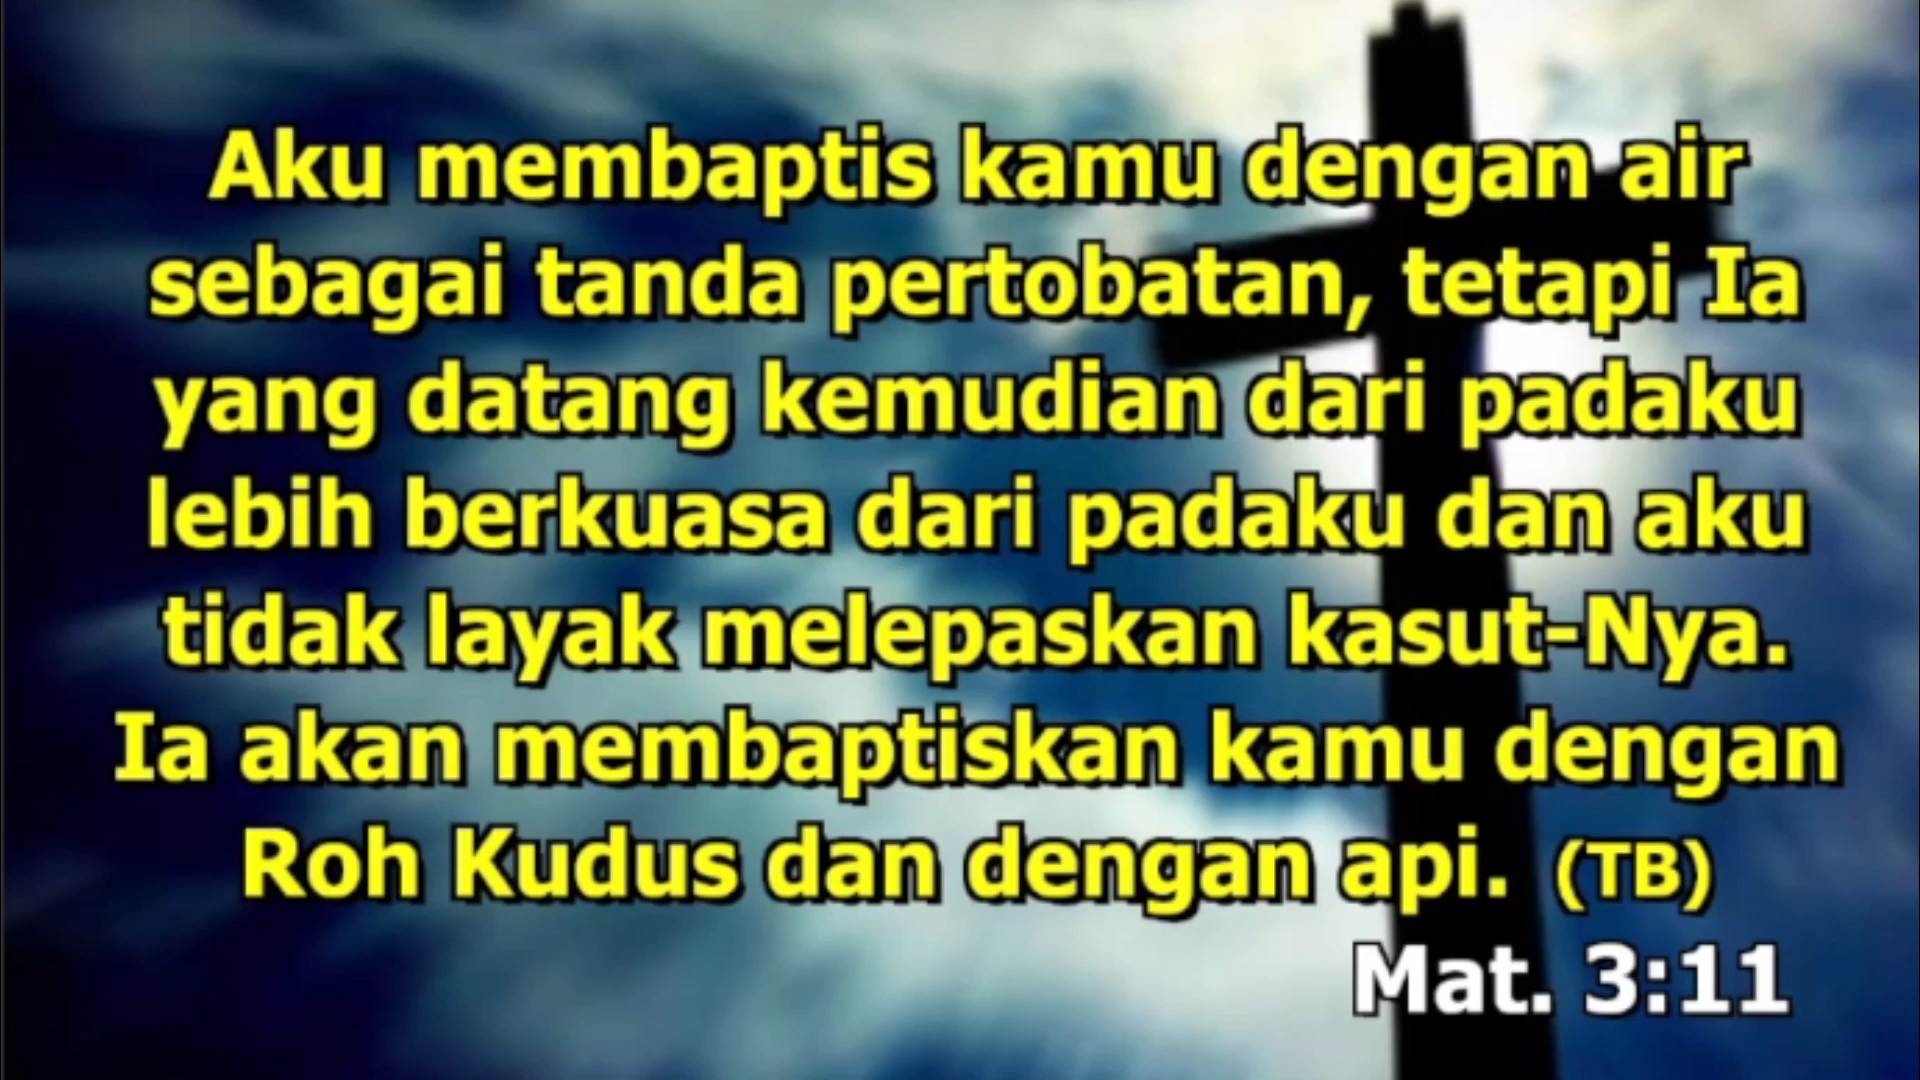 Aku membaptis kamu dengan air
sebagai tanda pertobatan, tetapi Ia
yang datang kemudian dari padaku
lebih berkuasa dari padaku dan aku
tidak layak melepaskan kasut-Nya.
Ia akan membaptiskan kamu dengan
Roh Kudus dan dengan api. (TB)
Mat. 3:11